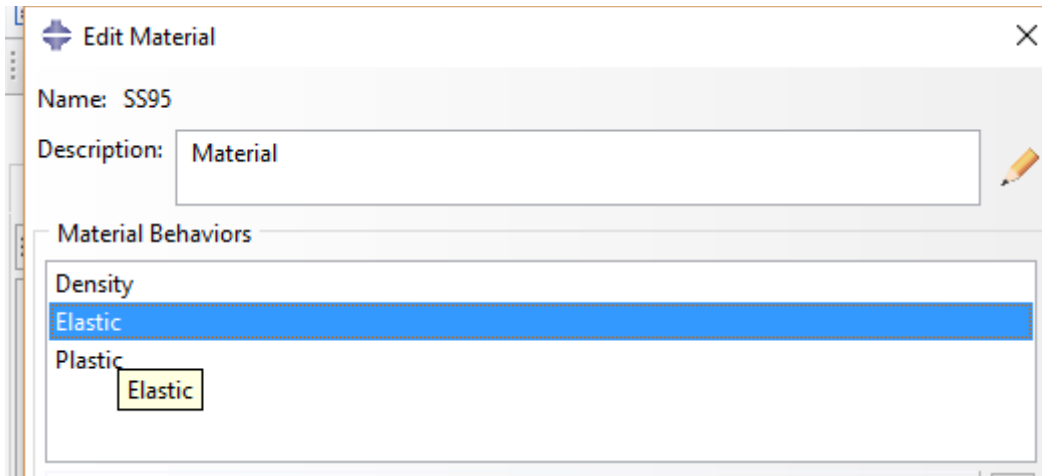 Edit Material
Name: SS95
Description: Material
Material Behaviors
Density
Elastic
Plastic
Elastic